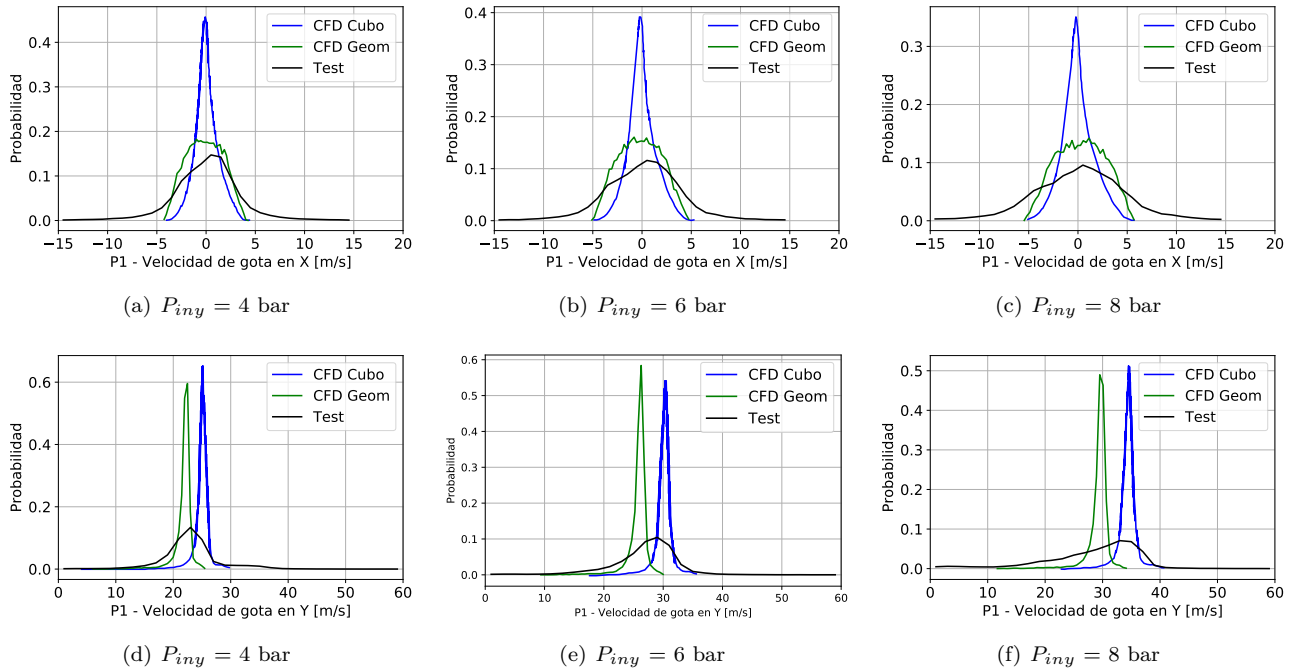 0.4
0.3
0.2
0.1
0.0
Probabilidad
CFD Cubo
CFD Geom
Test
−15 −10 −5 0 5 10 15 20
P1 - Velocidad de gota en X [m/s]
(a) P_iny = 4 bar
0.4
0.3
0.2
0.1
0.0
Probabilidad
CFD Cubo
CFD Geom
Test
−15 −10 −5 0 5 10 15 20
P1 - Velocidad de gota en X [m/s]
(b) P_iny = 6 bar
0.3
0.2
0.1
0.0
Probabilidad
CFD Cubo
CFD Geom
Test
−15 −10 −5 0 5 10 15 20
P1 - Velocidad de gota en X [m/s]
(c) P_iny = 8 bar
0.6
0.4
0.2
0.0
Probabilidad
CFD Cubo
CFD Geom
Test
0 10 20 30 40 50 60
P1 - Velocidad de gota en Y [m/s]
(d) P_iny = 4 bar
0.6
0.5
0.4
0.3
0.2
0.1
0.0
Probabilidad
CFD Cubo
CFD Geom
Test
0 10 20 30 40 50 60
P1 - Velocidad de gota en Y [m/s]
(e) P_iny = 6 bar
0.5
0.4
0.3
0.2
0.1
0.0
Probabilidad
CFD Cubo
CFD Geom
Test
0 10 20 30 40 50 60
P1 - Velocidad de gota en Y [m/s]
(f) P_iny = 8 bar